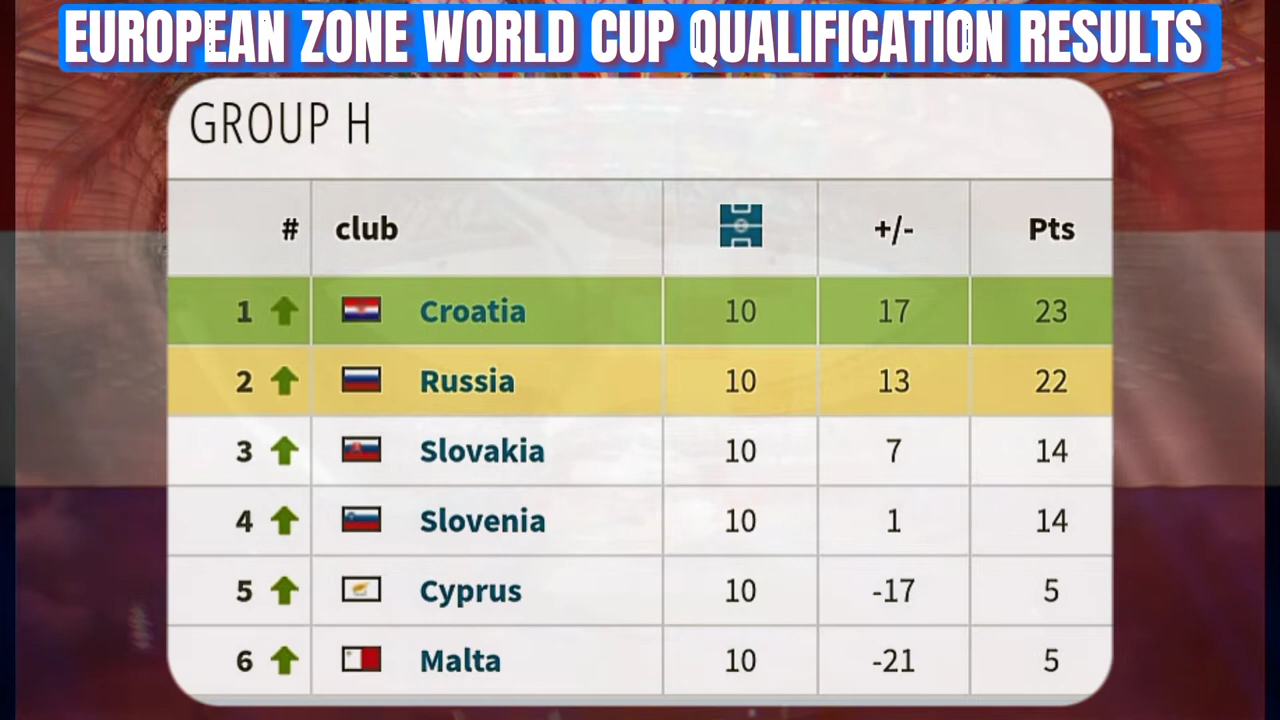 EUROPEAN ZONE WORLD CUP QUALIFICATION RESULTS
GROUP H
# club +/- Pts
1 Croatia 10 17 23
2 Russia 10 13 22
3 Slovakia 10 7 14
4 Slovenia 10 1 14
5 Cyprus 10 -17 5
6 Malta 10 -21 5